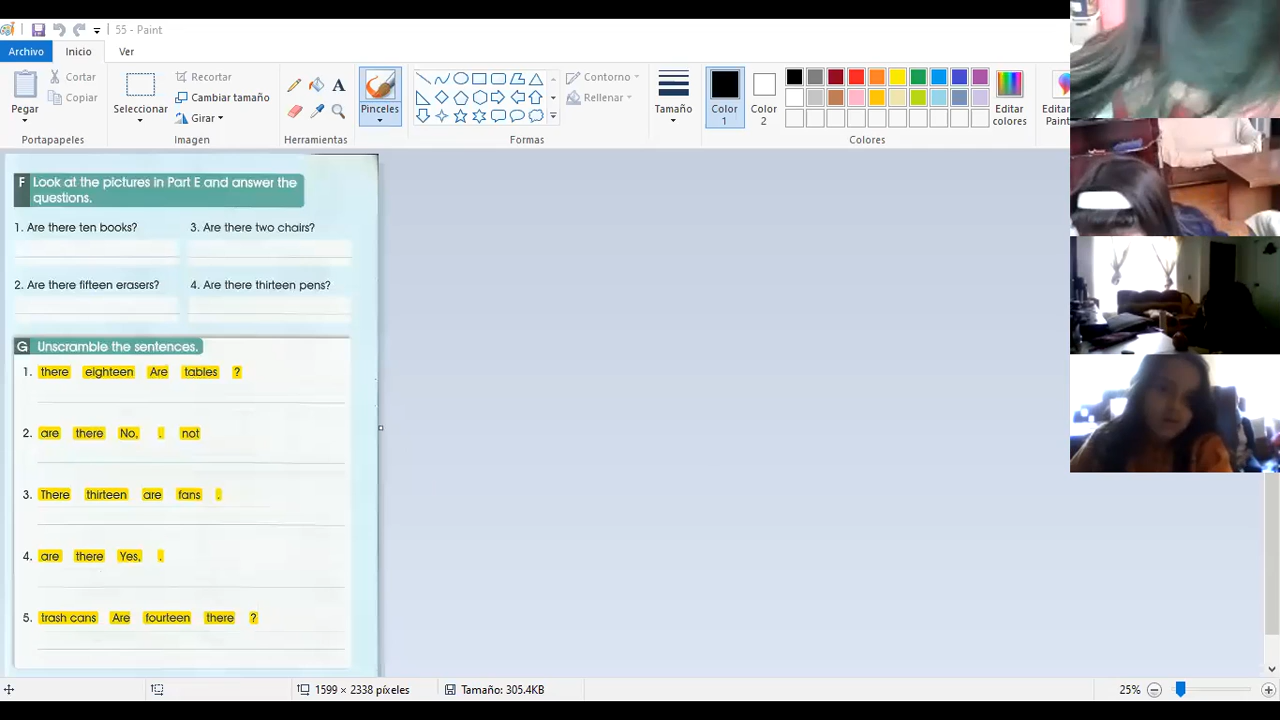 55 - Paint
Archivo Inicio Ver
Pegar
Cortar
Copiar
Portapapeles
Seleccionar
Recortar
Cambiar tamaño
Girar
Imagen
A
Herramientas
Pinceles
Contorno
Rellenar
Formas
Tamaño
Color
1
Color
2
Editar
colores
Colores
Editar
Pain
F Look at the pictures in Part E and answer the
questions.
1. Are there ten books? 3. Are there two chairs?
2. Are there fifteen erasers? 4. Are there thirteen pens?
G Unscramble the sentences.
1. there eighteen Are tables ?
2. are there No, . not
3. There thirteen are fans .
4. are there Yes, .
5. trash cans Are fourteen there ?
1599 × 2338 píxeles Tamaño: 305.4KB 25%